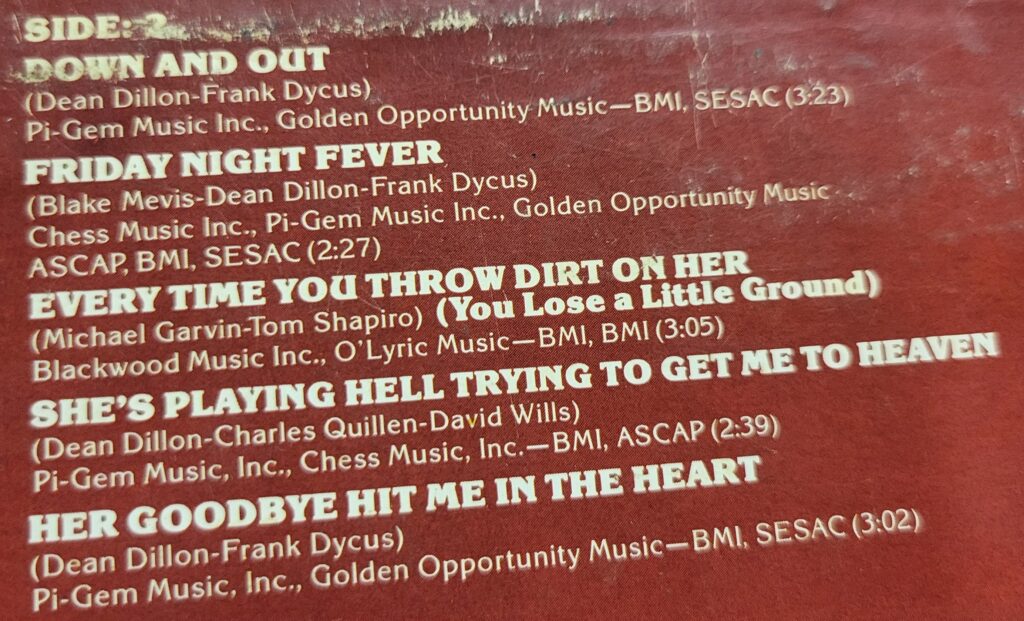 SIDE: 2
DOWN AND OUT
(Dean Dillon-Frank Dycus)
Pi-Gem Music Inc., Golden Opportunity Music—BMI, SESAC (3:23)
FRIDAY NIGHT FEVER
(Blake Mevis-Dean Dillon-Frank Dycus)
Chess Music Inc., Pi-Gem Music Inc., Golden Opportunity Music
ASCAP, BMI, SESAC (2:27)
EVERY TIME YOU THROW DIRT ON HER
(You Lose a Little Ground)
(Michael Garvin-Tom Shapiro)
Blackwood Music Inc., O'Lyric Music—BMI, BMI (3:05)
SHE'S PLAYING HELL TRYING TO GET ME TO HEAVEN
(Dean Dillon-Charles Quillen-David Wills)
Pi-Gem Music, Inc., Chess Music, Inc.—BMI, ASCAP (2:39)
HER GOODBYE HIT ME IN THE HEART
(Dean Dillon-Frank Dycus)
Pi-Gem Music, Inc., Golden Opportunity Music—BMI, SESAC (3:02)